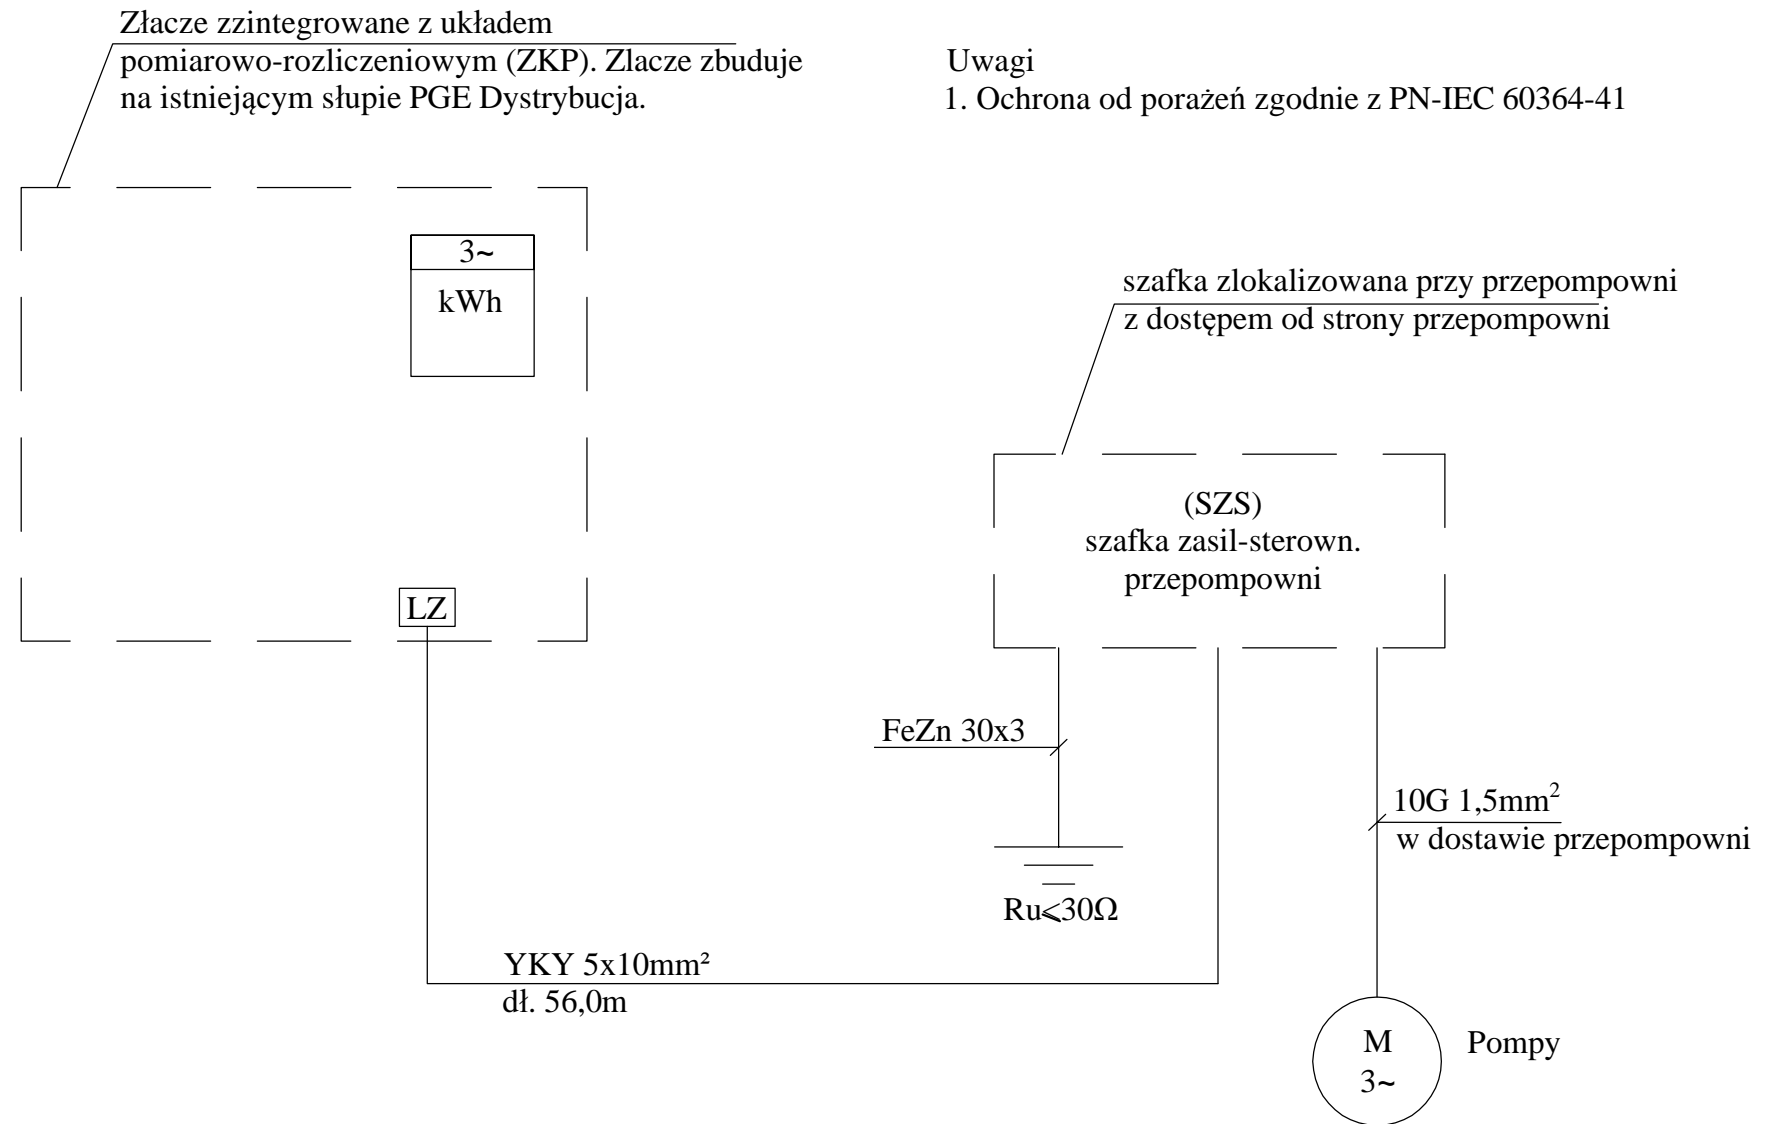 Złacze zzintegrowane z układem
pomiarowo-rozliczeniowym (ZKP). Zlacze zbuduje
na istniejącym słupie PGE Dystrybucja.
Uwagi
1. Ochrona od porażeń zgodnie z PN-IEC 60364-41
3~
kWh
LZ
szafka zlokalizowana przy przepompowni
z dostępem od strony przepompowni
(SZS)
szafka zasil-sterown.
przepompowni
FeZn 30x3
Ru⩽30Ω
10G 1,5mm²
w dostawie przepompowni
YKY 5x10mm²
dł. 56,0m
M
3~
Pompy